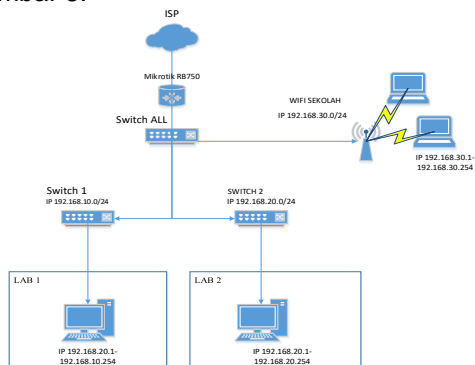 ISP
Mikrotik RB750
Switch ALL
WIFI SEKOLAH
IP 192.168.30.0/24
IP 192.168.30.1-
192.168.30.254
Switch 1
IP 192.168.10.0/24
SWITCH 2
IP 192.168.20.0/24
LAB 1
LAB 2
IP 192.168.20.1-
192.168.10.254
IP 192.168.20.1-
192.168.20.254